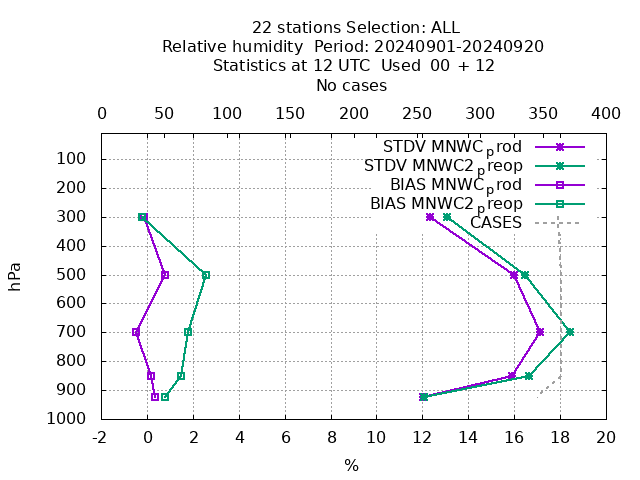 22 stations Selection: ALL
Relative humidity  Period: 20240901-20240920
Statistics at 12 UTC  Used  00 + 12
No cases
0 50 100 150 200 250 300 350 400
STDV MNWC_prod
STDV MNWC2_preop
BIAS MNWC_prod
BIAS MNWC2_preop
CASES
100
200
300
400
500
600
700
800
900
1000
hPa
-2 0 2 4 6 8 10 12 14 16 18 20
%